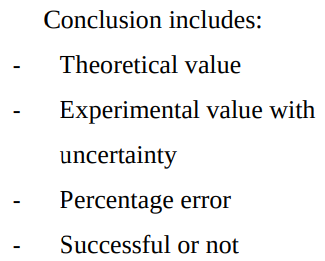 Conclusion includes:
- Theoretical value
- Experimental value with
uncertainty
- Percentage error
- Successful or not